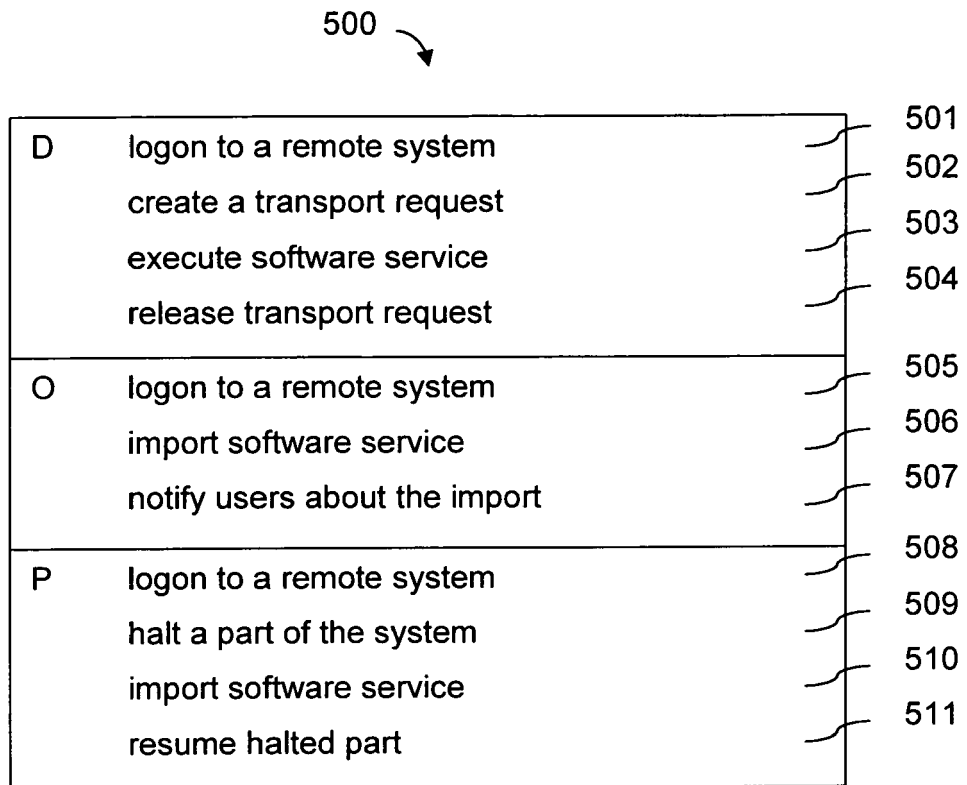 500
D logon to a remote system 501
create a transport request 502
execute software service 503
release transport request 504
O logon to a remote system 505
import software service 506
notify users about the import 507
P logon to a remote system 508
halt a part of the system 509
import software service 510
resume halted part 511